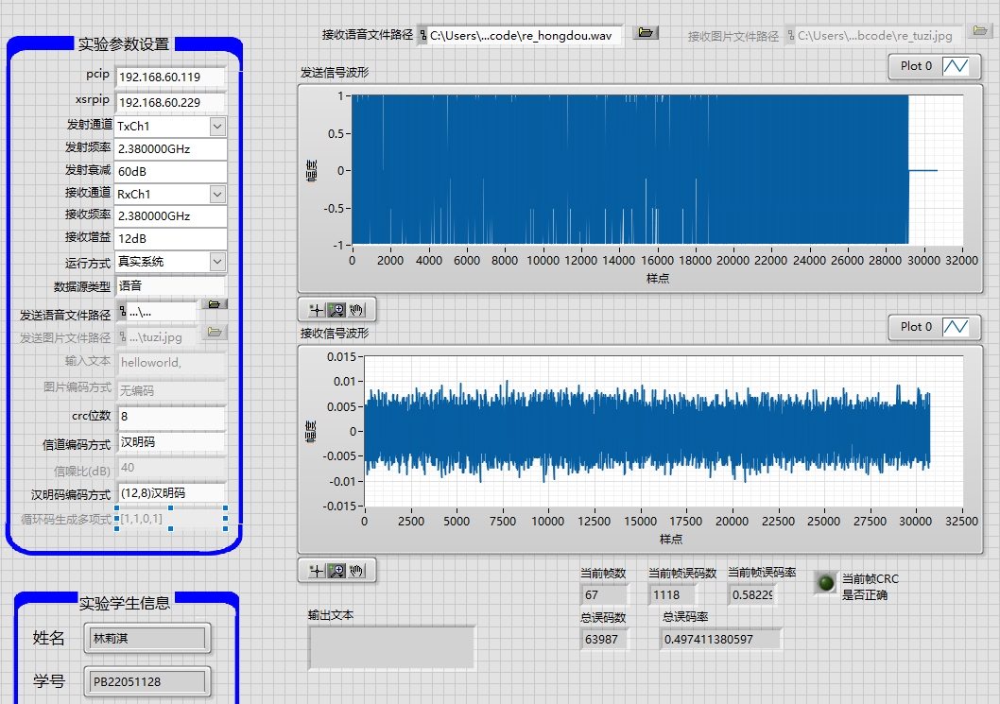 实验参数设置
pcip 192.168.60.119
xsrpip 192.168.60.229
发射通道 TxCh1
发射频率 2.380000GHz
发射衰减 60dB
接收通道 RxCh1
接收频率 2.380000GHz
接收增益 12dB
运行方式 真实系统
数据源类型 语音
发送语音文件路径 ...\...
发送图片文件路径 ...\tuzi.jpg
输入文本 helloworld,
图片编码方式 无编码
crc位数 8
信道编码方式 汉明码
信噪比(dB) 40
汉明码编码方式 (12,8)汉明码
循环码生成多项式 [1,1,0,1]
实验学生信息
姓名 林莉淇
学号 PB22051128
接收语音文件路径 C:\Users\...code\re_hongdou.wav
接收图片文件路径 C:\Users\...bcode\re_tuzi.jpg
发送信号波形
Plot 0
1
0.5
0
-0.5
-1
幅度
0 2000 4000 6000 8000 10000 12000 14000 16000 18000 20000 22000 24000 26000 28000 30000 32000
样点
接收信号波形
Plot 0
0.015
0.01
0.005
0
-0.005
-0.01
-0.015
幅度
0 2500 5000 7500 10000 12500 15000 17500 20000 22500 25000 27500 30000 32500
样点
当前帧数 当前帧误码数 当前帧误码率
67 1118 0.58229
当前帧CRC
是否正确
总误码数 总误码率
63987 0.497411380597
输出文本